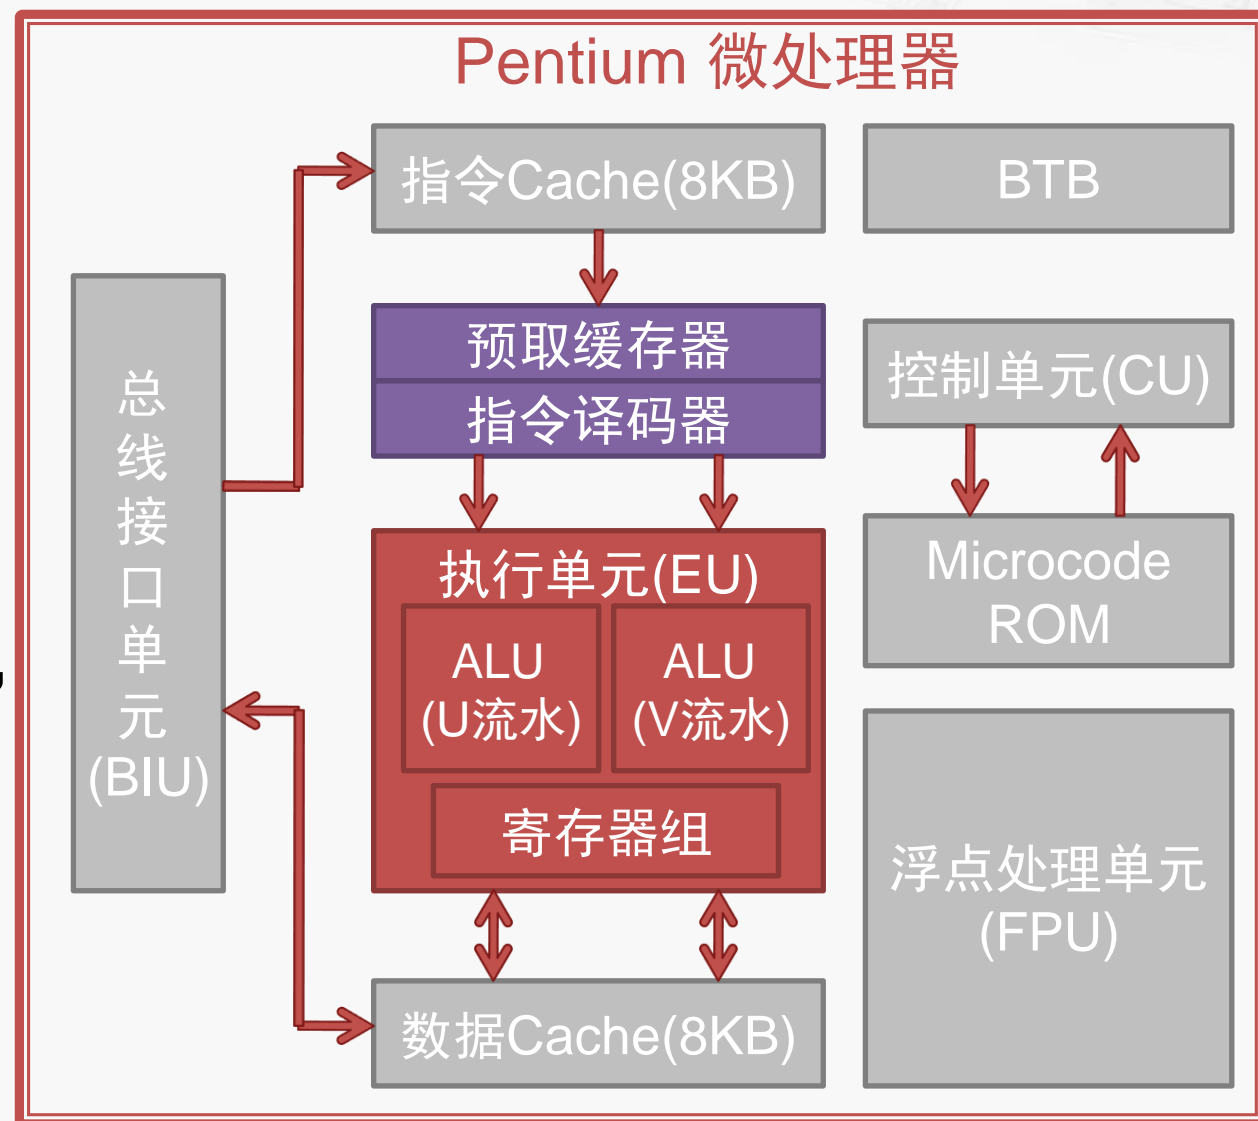 Pentium 微处理器
指令Cache(8KB)
BTB
预取缓存器
指令译码器
控制单元(CU)
总
线
接
口
单
元
(BIU)
执行单元(EU)
ALU
(U流水)
ALU
(V流水)
寄存器组
Microcode
ROM
浮点处理单元
(FPU)
数据Cache(8KB)